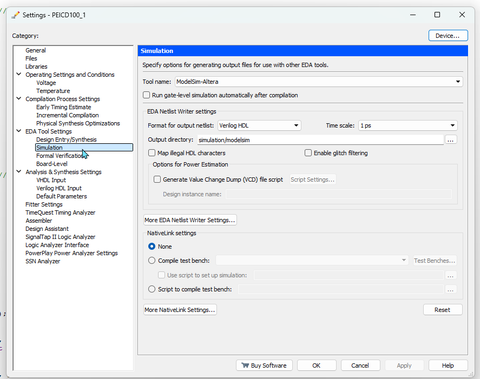 Settings - PEICD100_1
Category:
Device...
General
Files
Libraries
Operating Settings and Conditions
Voltage
Temperature
Compilation Process Settings
Early Timing Estimate
Incremental Compilation
Physical Synthesis Optimizations
EDA Tool Settings
Design Entry/Synthesis
Simulation
Formal Verification
Board-Level
Analysis & Synthesis Settings
VHDL Input
Verilog HDL Input
Default Parameters
Fitter Settings
TimeQuest Timing Analyzer
Assembler
Design Assistant
SignalTap II Logic Analyzer
Logic Analyzer Interface
PowerPlay Power Analyzer Settings
SSN Analyzer
Simulation
Specify options for generating output files for use with other EDA tools.
Tool name: ModelSim-Altera
Run gate-level simulation automatically after compilation
EDA Netlist Writer settings
Format for output netlist: Verilog HDL Time scale: 1 ps
Output directory: simulation/modelsim ...
Map illegal HDL characters Enable glitch filtering
Options for Power Estimation
Generate Value Change Dump (VCD) file script Script Settings...
Design instance name:
More EDA Netlist Writer Settings...
NativeLink settings
None
Compile test bench: Test Benches...
Use script to set up simulation: ...
Script to compile test bench: ...
More NativeLink Settings... Reset
Buy Software OK Cancel Apply Help